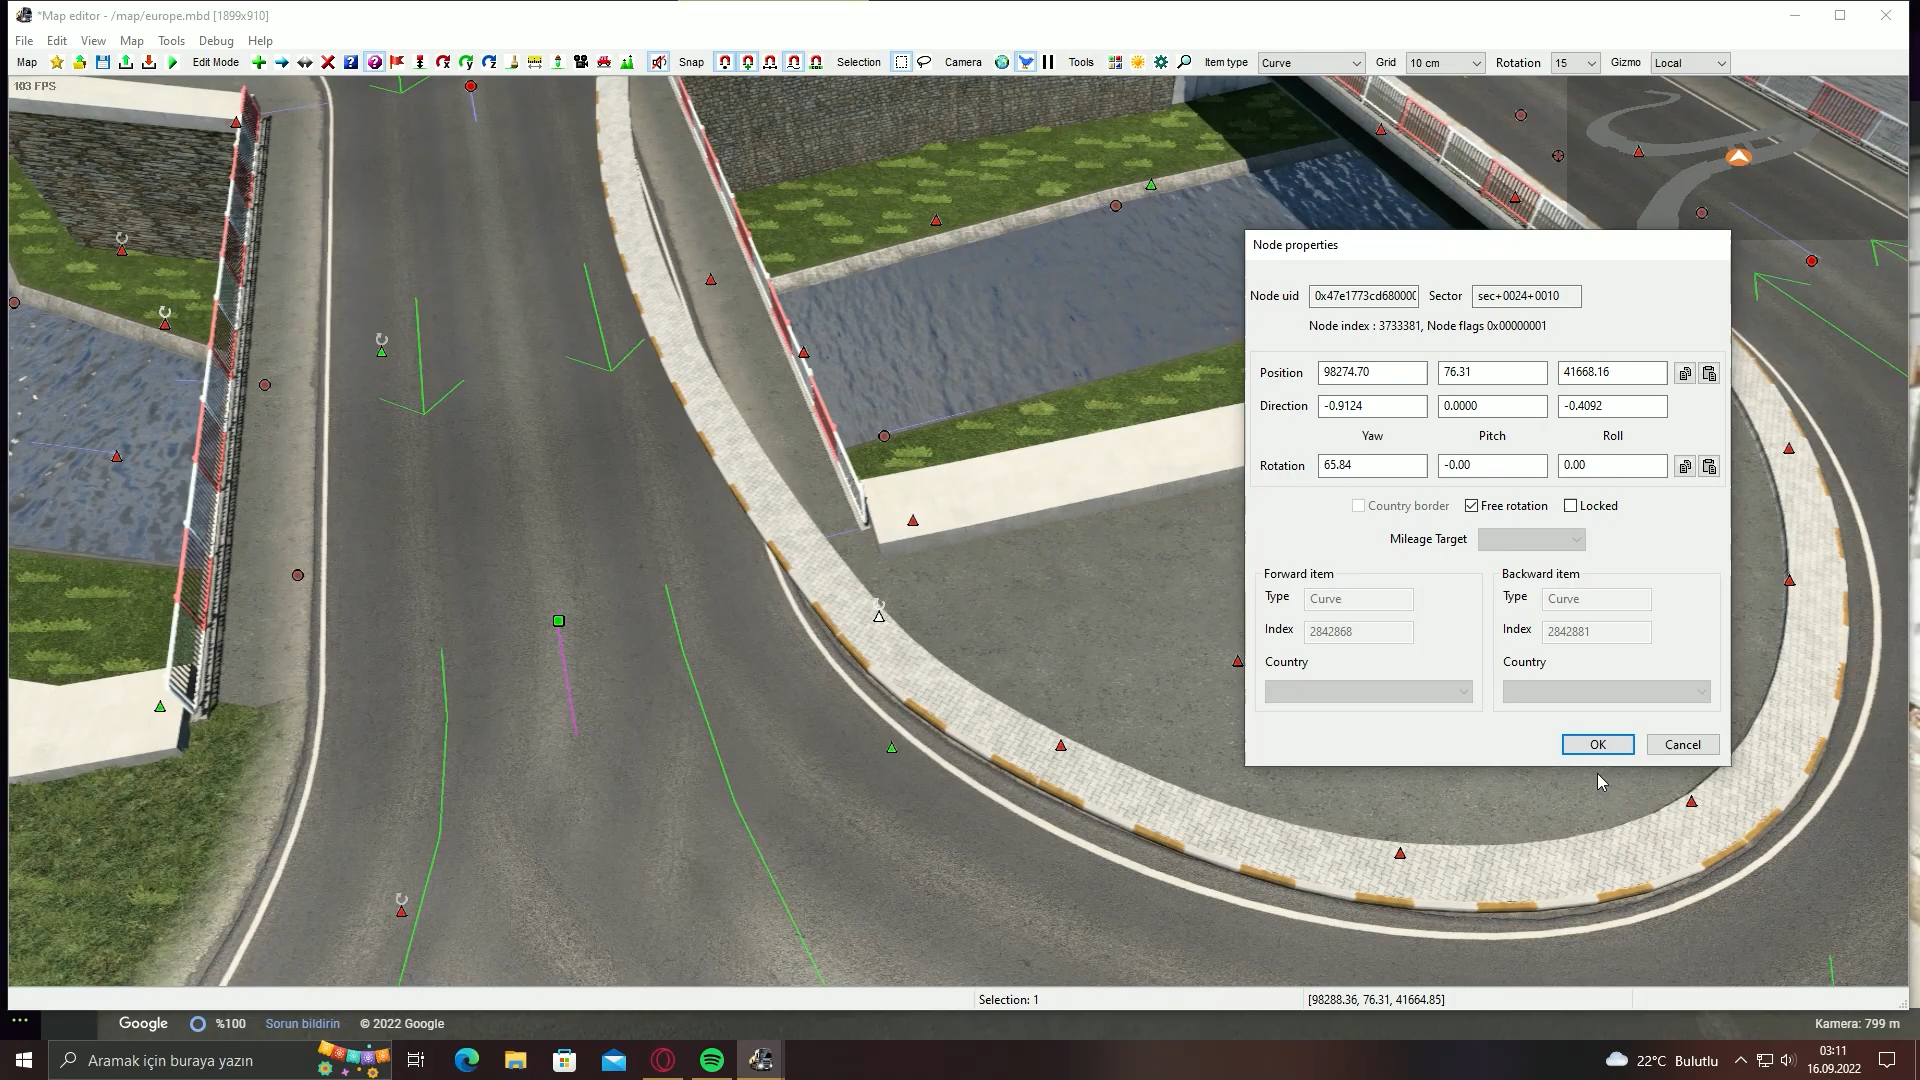 *Map editor - /map/europe.mbd [1899x910]
File Edit View Map Tools Debug Help
Map Edit Mode Snap Selection Camera Tools Item type Curve Grid 10 cm Rotation 15 Gizmo Local
103 FPS
Node properties
Node uid 0x47e1773cd680000 Sector sec+0024+0010
Node index : 3733381, Node flags 0x00000001
Position 98274.70 76.31 41668.16
Direction -0.9124 0.0000 -0.4092
Yaw Pitch Roll
Rotation 65.84 -0.00 0.00
Country border Free rotation Locked
Mileage Target
Forward item Backward item
Type Curve Type Curve
Index 2842868 Index 2842881
Country Country
OK Cancel
Selection: 1 [98288.36, 76.31, 41664.85]
Google %100 Sorun bildirin © 2022 Google Kamera: 799 m
Aramak için buraya yazın 22°C Bulutlu 03:11
16.09.2022